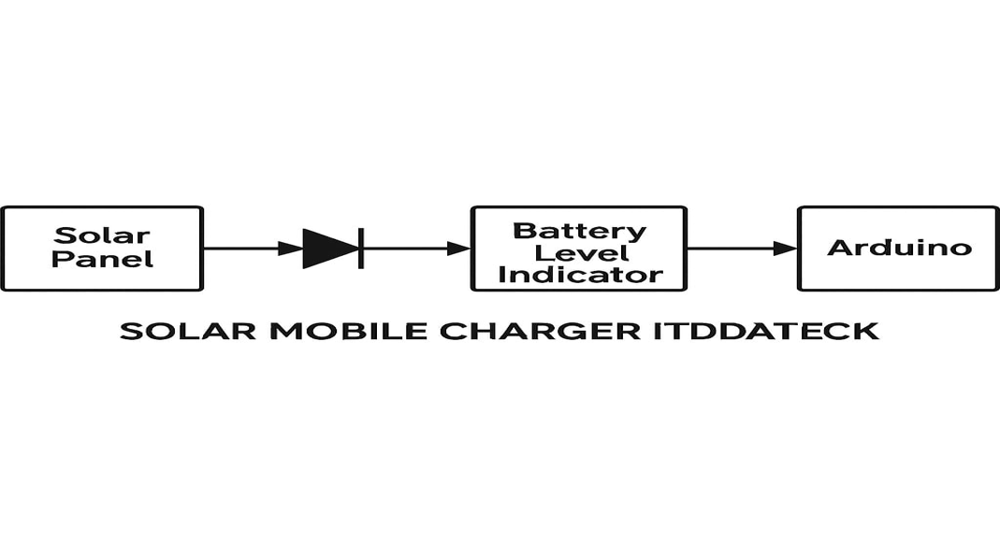 Solar
Panel
Battery
Level
Indicator
Arduino
SOLAR MOBILE CHARGER ITDDATECK